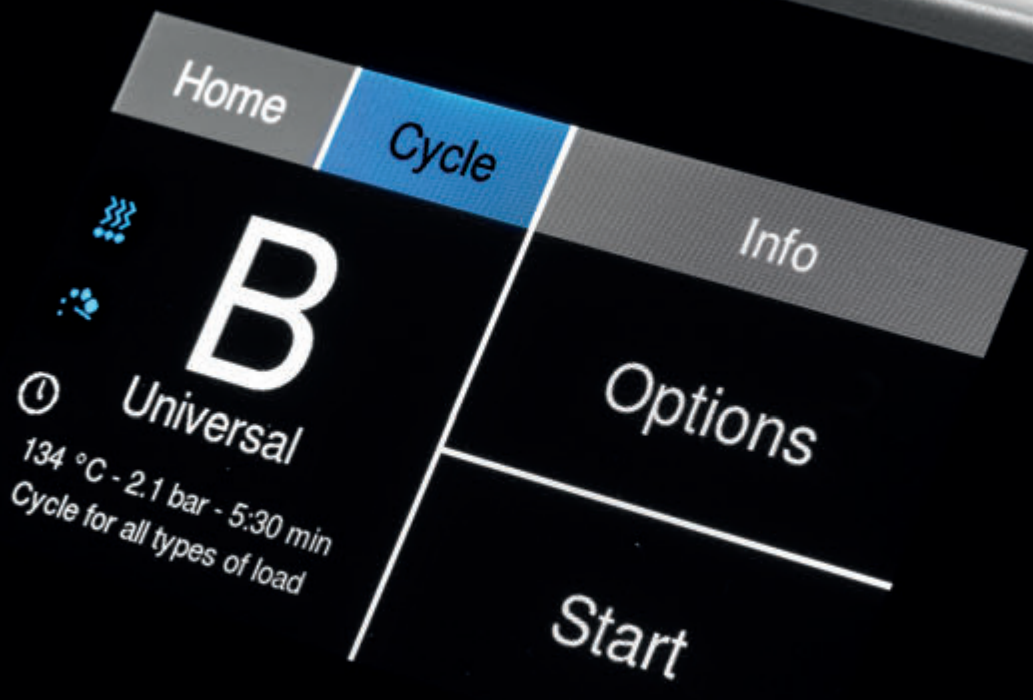 Home
Cycle
Info
B
Universal
134 °C - 2.1 bar - 5:30 min
Cycle for all types of load
Options
Start